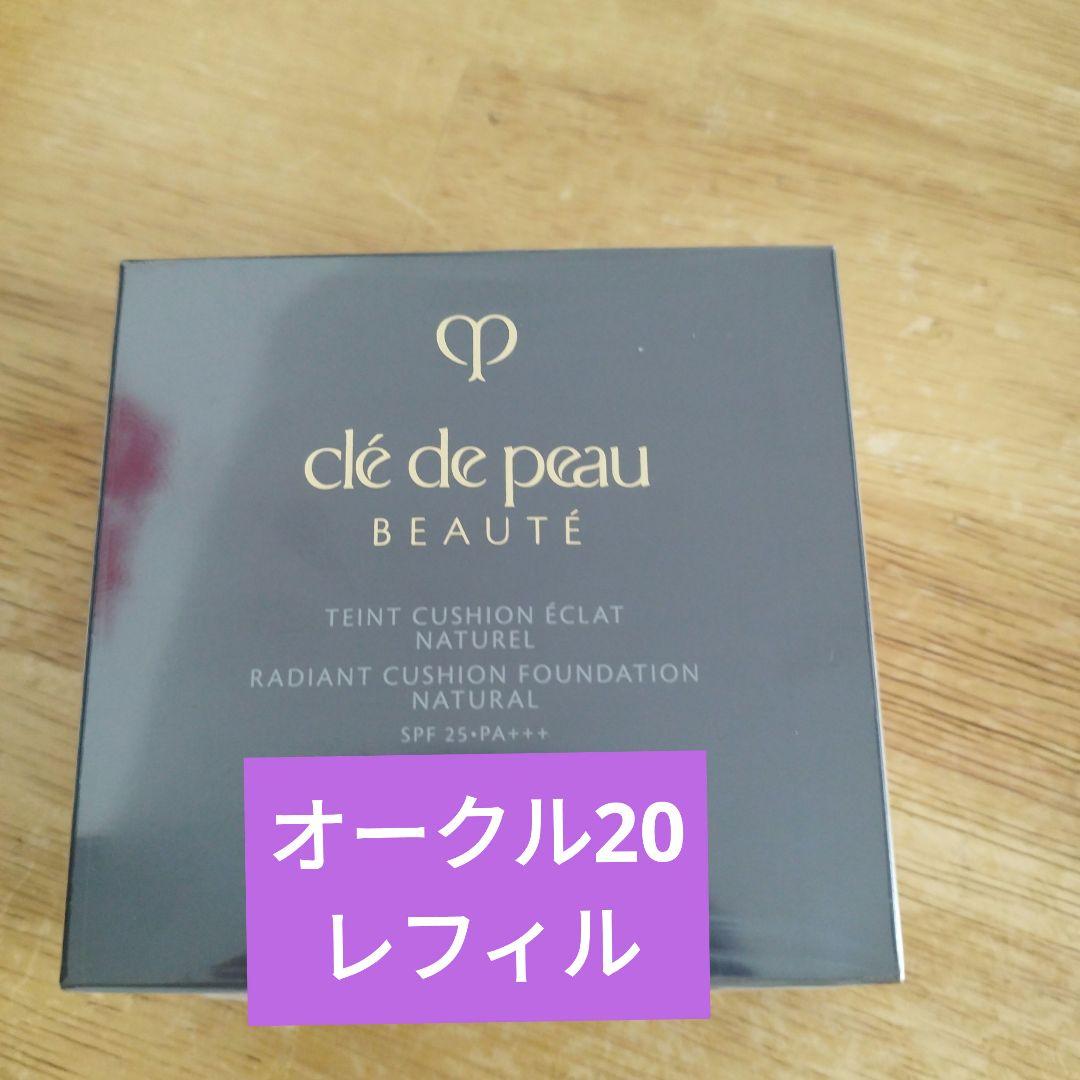 clé de peau
BEAUTÉ
TEINT CUSHION ÉCLAT
NATUREL
RADIANT CUSHION FOUNDATION
NATURAL
SPF 25•PA+++
オークル20
レフィル